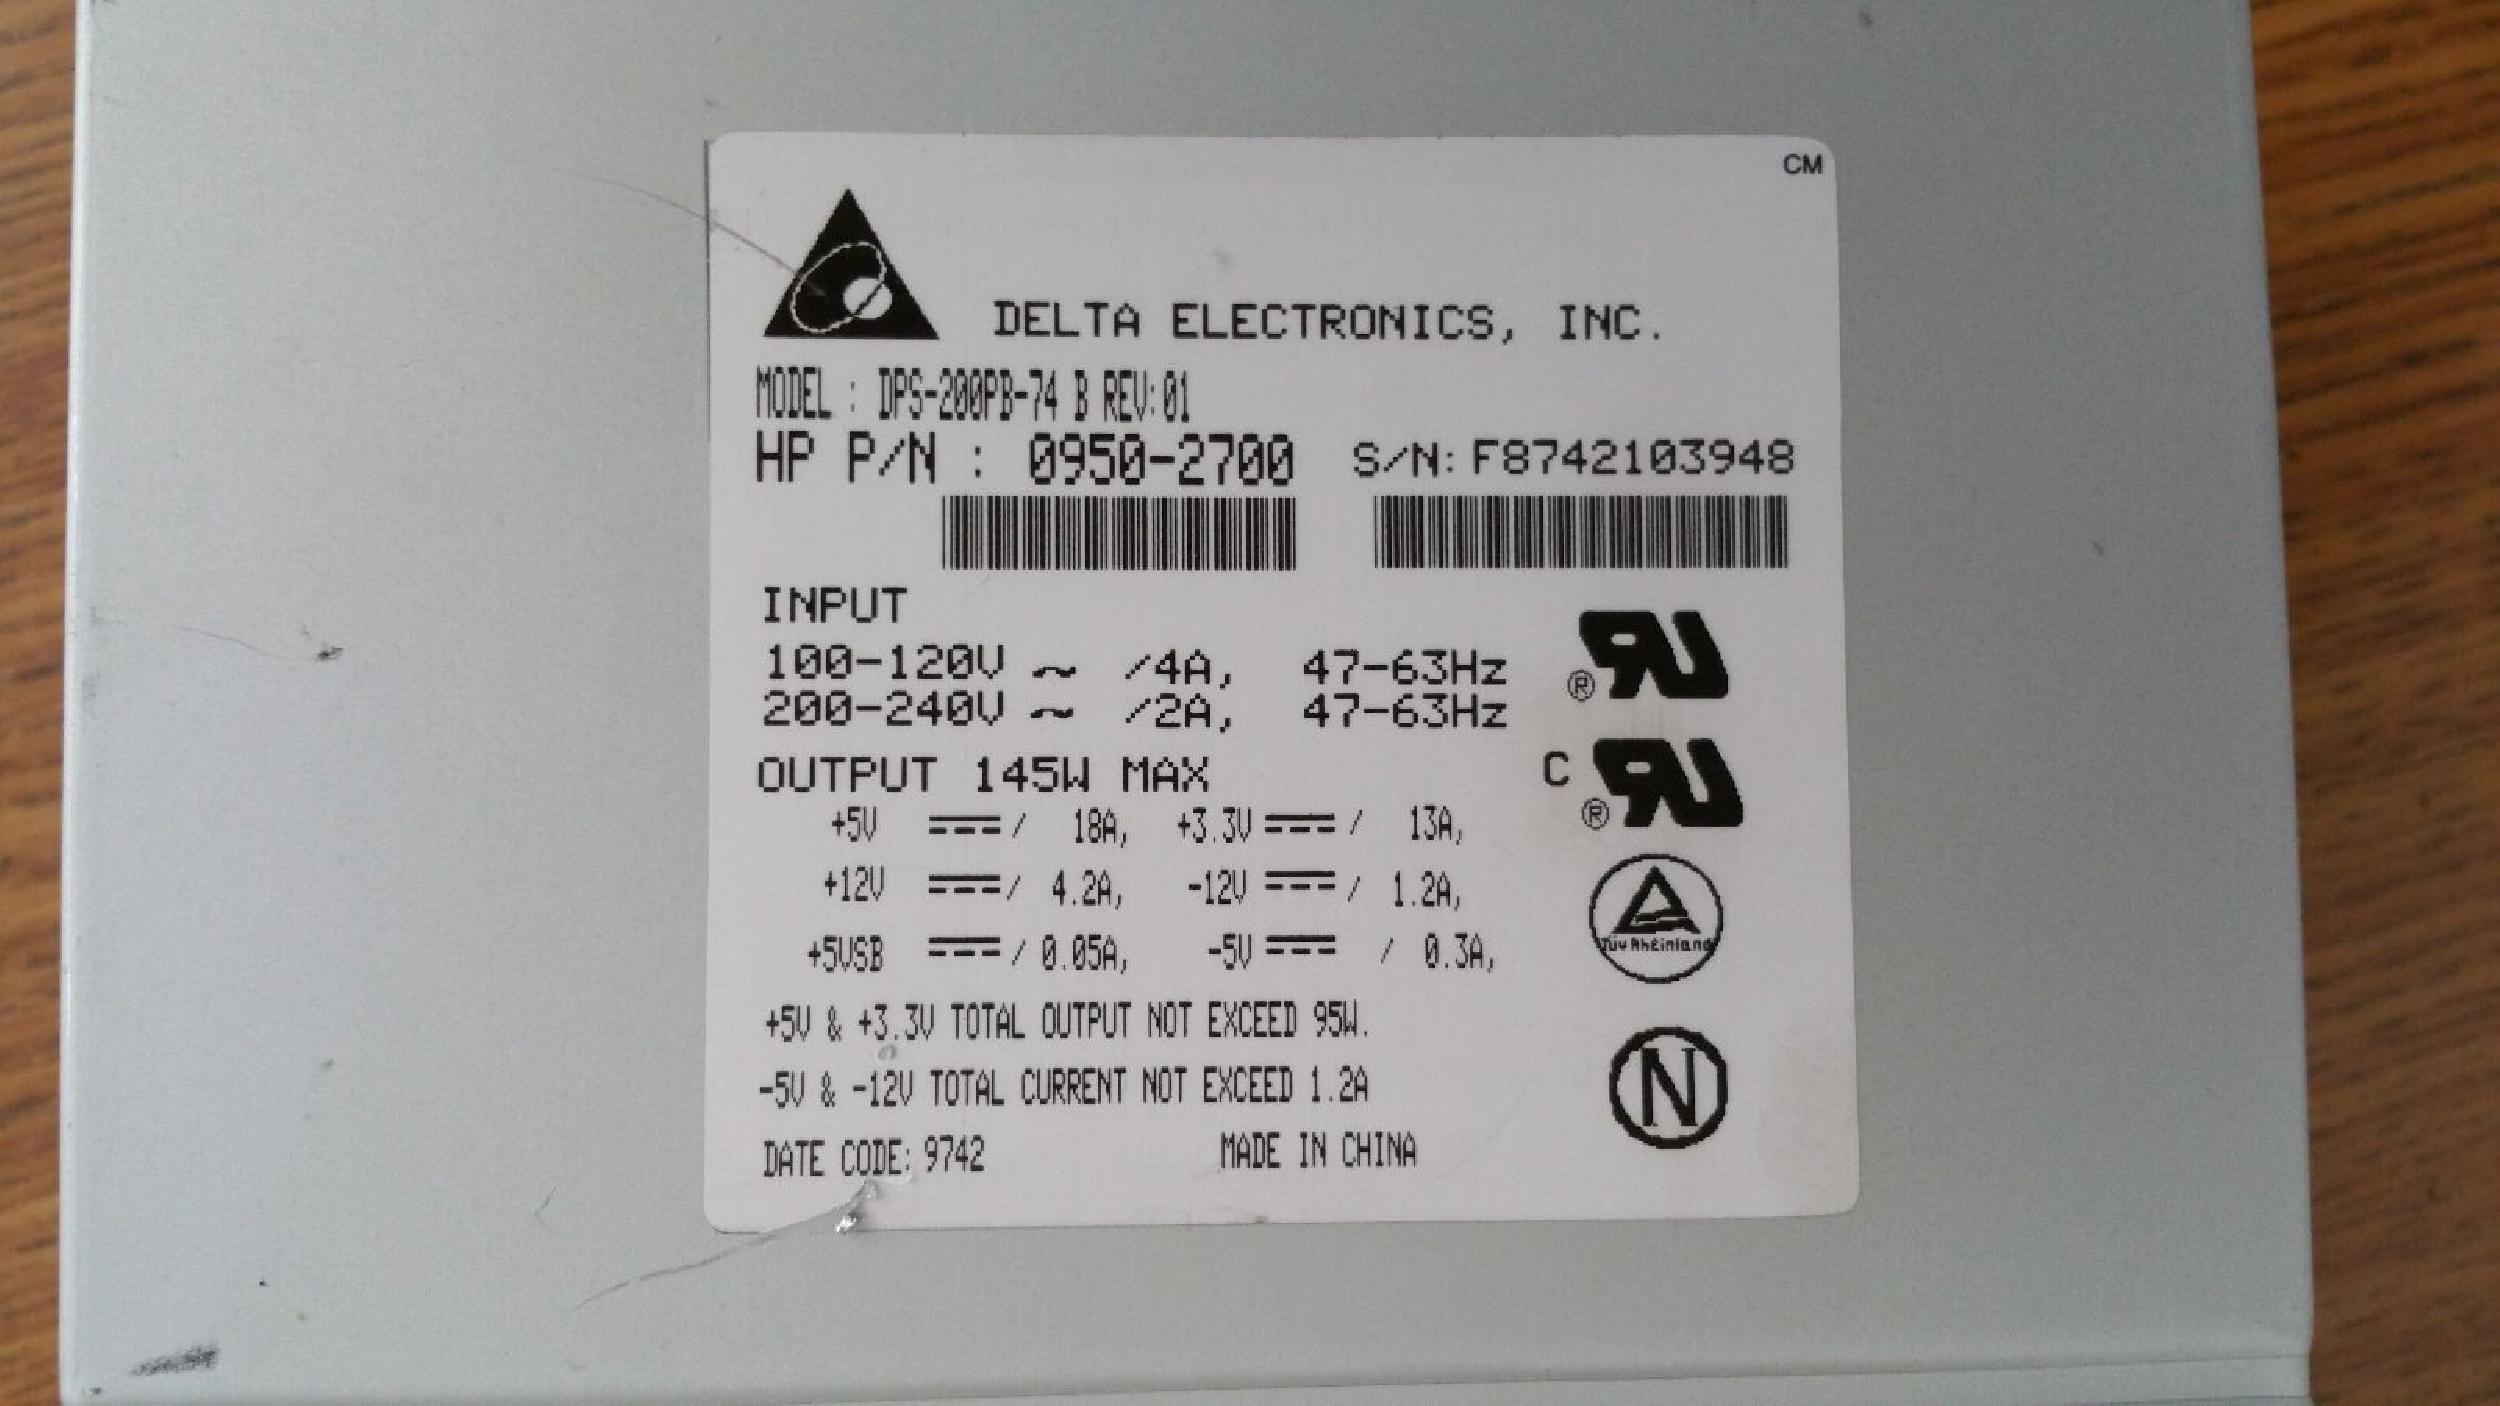 CM
DELTA ELECTRONICS, INC.
MODEL : DPS-200PB-74 B REV:01
HP P/N : 0950-2700 S/N: F8742103948
INPUT
100-120V ~ /4A, 47-63Hz
200-240V ~ /2A, 47-63Hz
OUTPUT 145W MAX
+5V / 18A, +3.3V / 13A,
+12V / 4.2A, -12V / 1.2A,
+5VSB / 0.05A, -5V / 0.3A,
+5V & +3.3V TOTAL OUTPUT NOT EXCEED 95W.
-5V & -12V TOTAL CURRENT NOT EXCEED 1.2A
DATE CODE: 9742 MADE IN CHINA
®
C ®
TüV Rheinland
N